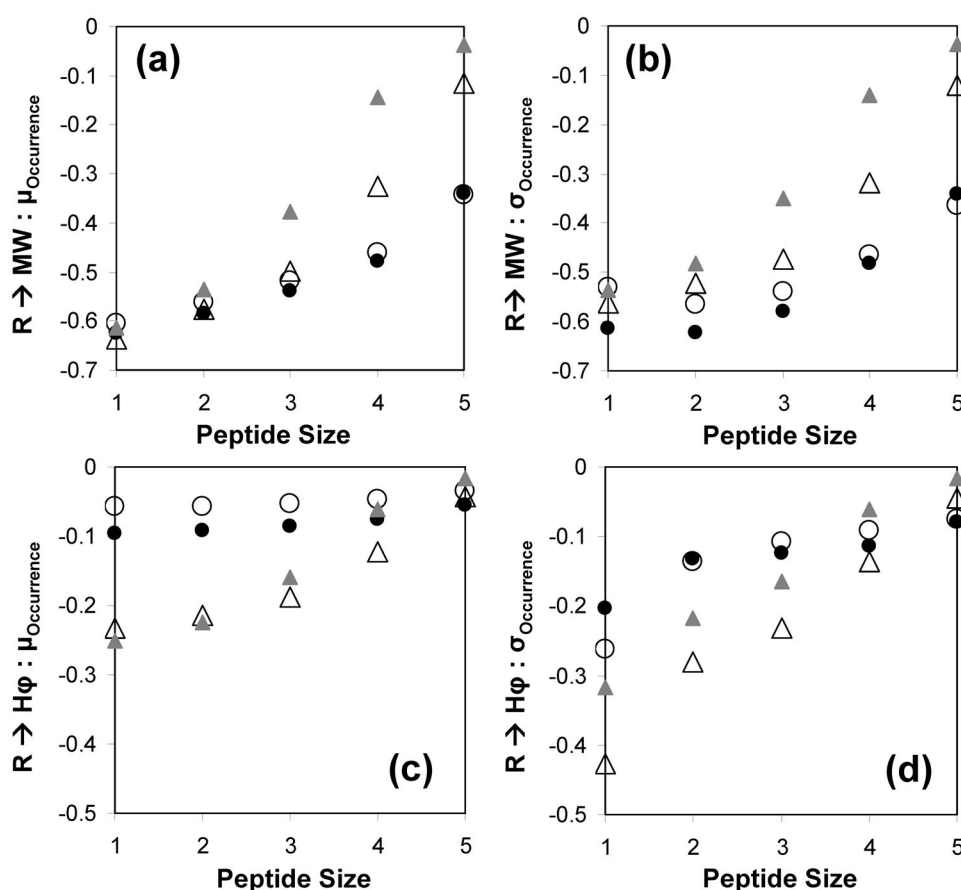 (a)
R → MW : μOccurrence
0
-0.1
-0.2
-0.3
-0.4
-0.5
-0.6
-0.7
1 2 3 4 5
Peptide Size
(b)
R→ MW : σOccurrence
0
-0.1
-0.2
-0.3
-0.4
-0.5
-0.6
-0.7
1 2 3 4 5
Peptide Size
(c)
R → Hφ : μOccurrence
0
-0.1
-0.2
-0.3
-0.4
-0.5
1 2 3 4 5
Peptide Size
(d)
R → Hφ : σOccurrence
0
-0.1
-0.2
-0.3
-0.4
-0.5
1 2 3 4 5
Peptide Size